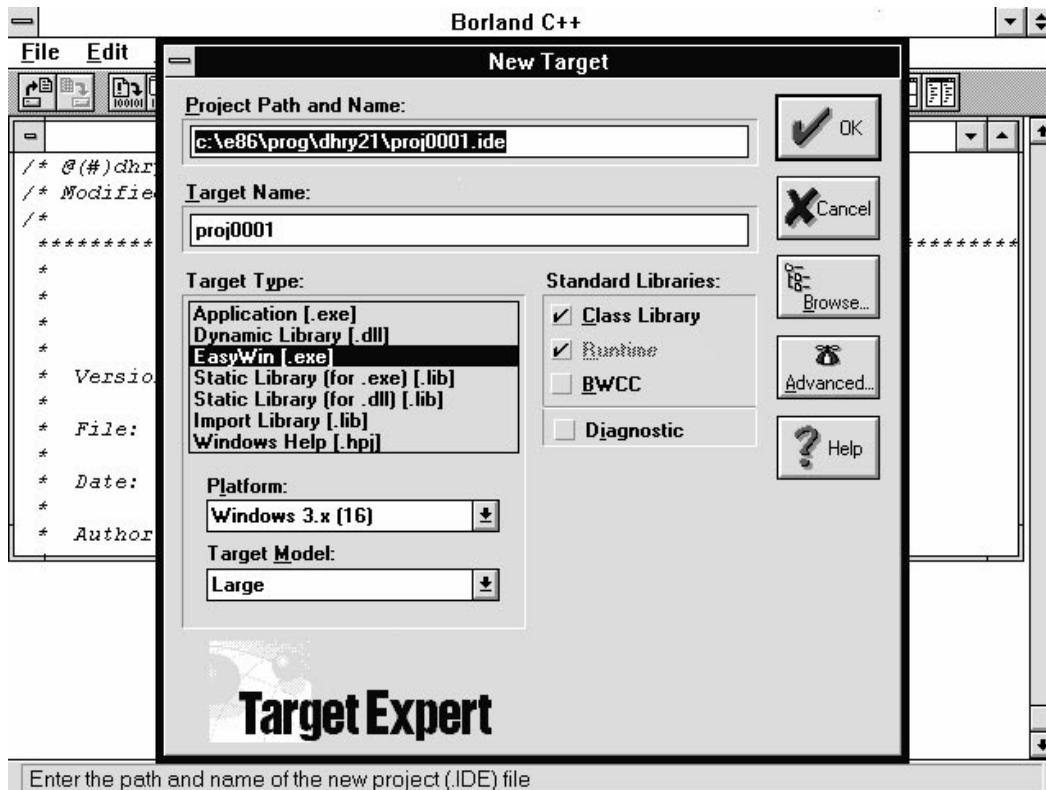 Borland C++
File Edit
New Target
Project Path and Name:
c:\e86\prog\dhry21\proj0001.ide
Target Name:
proj0001
Target Type:
Application [.exe]
Dynamic Library [.dll]
EasyWin [.exe]
Static Library (for .exe) [.lib]
Static Library (for .dll) [.lib]
Import Library [.lib]
Windows Help [.hpj]
Platform:
Windows 3.x (16)
Target Model:
Large
Standard Libraries:
Class Library
Runtime
BWCC
Diagnostic
OK
Cancel
Browse...
Advanced...
Help
Target Expert
/* @(#)dhry
/* Modifie
/*
*********
*
*
*
*
* Versio
*
* File:
*
* Date:
*
* Author
Enter the path and name of the new project (.IDE) file